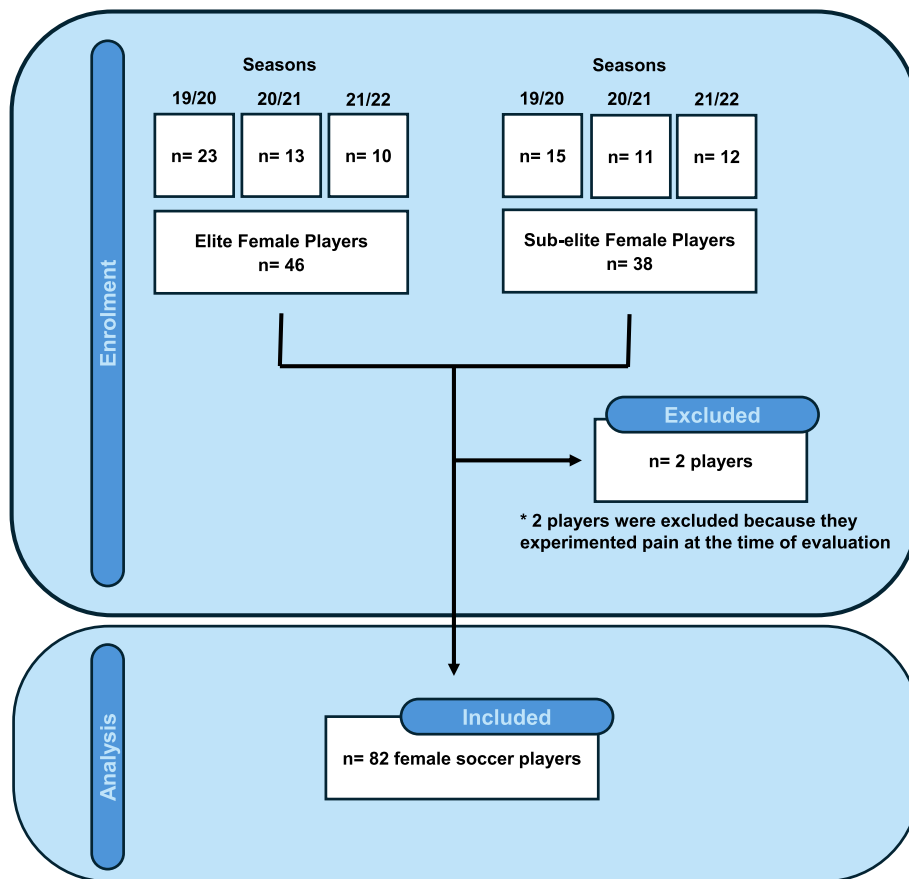 Enrolment
Seasons
19/20 20/21 21/22
n= 23 n= 13 n= 10
Elite Female Players
n= 46
Seasons
19/20 20/21 21/22
n= 15 n= 11 n= 12
Sub-elite Female Players
n= 38
Excluded
n= 2 players
* 2 players were excluded because they
experimented pain at the time of evaluation
Analysis
Included
n= 82 female soccer players